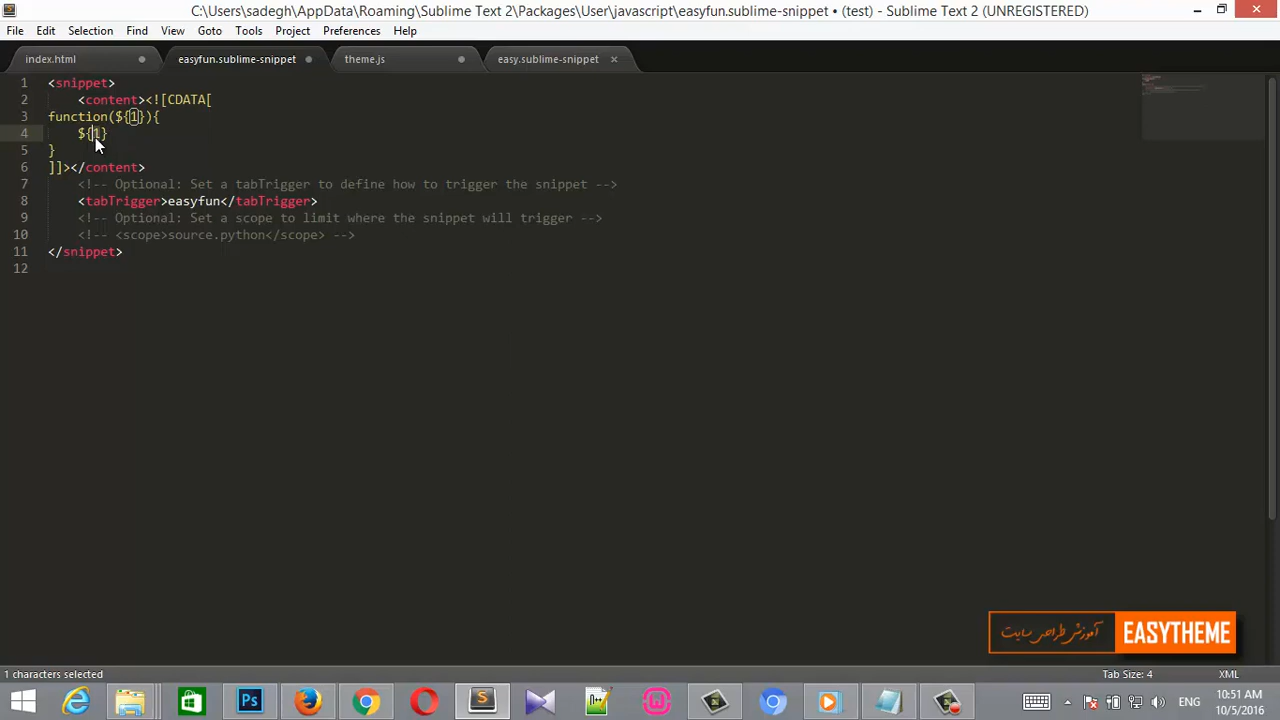 C:\Users\sadegh\AppData\Roaming\Sublime Text 2\Packages\User\javascript\easyfun.sublime-snippet • (test) - Sublime Text 2 (UNREGISTERED)
File Edit Selection Find View Goto Tools Project Preferences Help
index.html easyfun.sublime-snippet theme.js easy.sublime-snippet
1 <snippet>
2 <content><![CDATA[
3 function(${1}){
4 ${1}
5 }
6 ]]></content>
7 <!-- Optional: Set a tabTrigger to define how to trigger the snippet -->
8 <tabTrigger>easyfun</tabTrigger>
9 <!-- Optional: Set a scope to limit where the snippet will trigger -->
10 <!-- <scope>source.python</scope> -->
11 </snippet>
12
آموزش طراحی سایت EASYTHEME
1 characters selected Tab Size: 4 XML
Ps n++ ENG 10:51 AM
10/5/2016